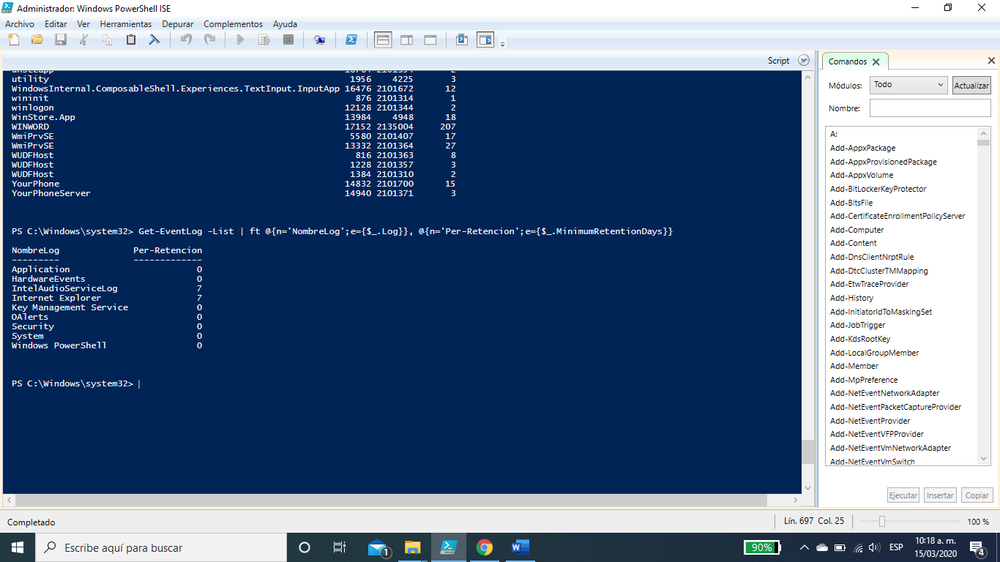 Administrador: Windows PowerShell ISE
Archivo Editar Ver Herramientas Depurar Complementos Ayuda
Script
utility 1956 4225 3
WindowsInternal.ComposableShell.Experiences.TextInput.InputApp 16476 2101672 12
wininit 876 2101314 1
winlogon 12128 2101344 2
WinStore.App 13984 4948 18
WINWORD 17152 2135004 207
WmiPrvSE 5580 2101407 17
WmiPrvSE 13332 2101364 27
WUDFHost 816 2101363 8
WUDFHost 1228 2101357 3
WUDFHost 1384 2101310 2
YourPhone 14832 2101700 15
YourPhoneServer 14940 2101371 3
PS C:\Windows\system32> Get-EventLog -List | ft @{n='NombreLog';e={$_.Log}}, @{n='Per-Retencion';e={$_.MinimumRetentionDays}}
NombreLog Per-Retencion
--------- -------------
Application 0
HardwareEvents 0
IntelAudioServiceLog 7
Internet Explorer 7
Key Management Service 0
OAlerts 0
Security 0
System 0
Windows PowerShell 0
PS C:\Windows\system32>
Comandos
Módulos: Todo Actualizar
Nombre:
A:
Add-AppxPackage
Add-AppxProvisionedPackage
Add-AppxVolume
Add-BitLockerKeyProtector
Add-BitsFile
Add-CertificateEnrollmentPolicyServer
Add-Computer
Add-Content
Add-DnsClientNrptRule
Add-DtcClusterTMMapping
Add-EtwTraceProvider
Add-History
Add-InitiatorIdToMaskingSet
Add-JobTrigger
Add-KdsRootKey
Add-LocalGroupMember
Add-Member
Add-MpPreference
Add-NetEventNetworkAdapter
Add-NetEventPacketCaptureProvider
Add-NetEventProvider
Add-NetEventVFPProvider
Add-NetEventVmNetworkAdapter
Add-NetEventVmSwitch
Ejecutar Insertar Copiar
Completado
Lín. 697 Col. 25
100 %
Escribe aquí para buscar
1
90%
ESP
10:18 a. m.
15/03/2020
4